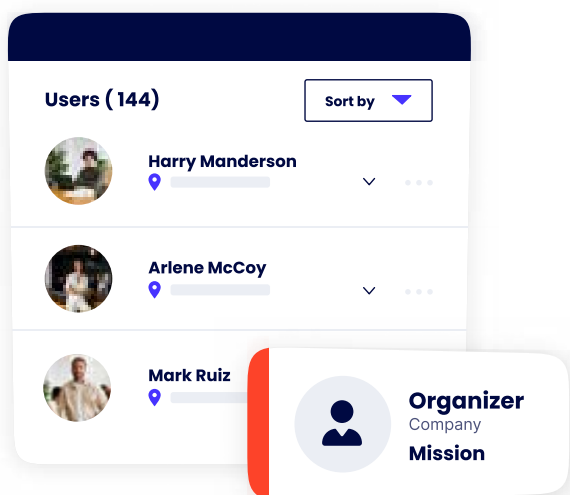 Users ( 144)
Sort by
Harry Manderson
Arlene McCoy
Mark Ruiz
Organizer
Company
Mission